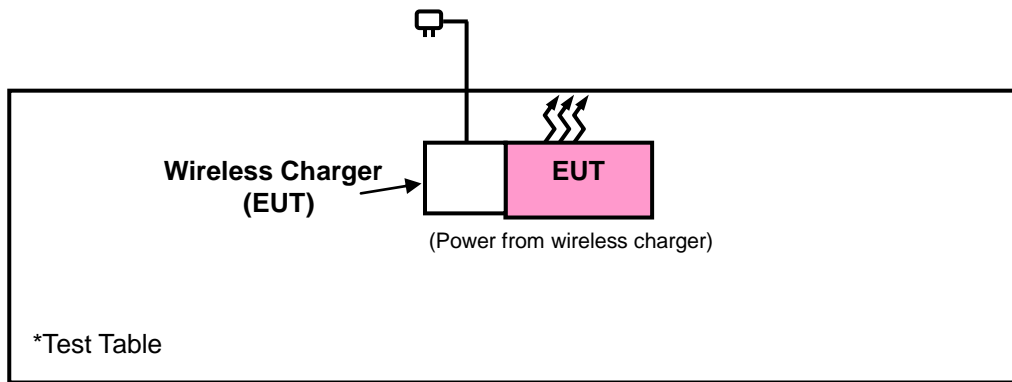 Wireless Charger
(EUT)
EUT
(Power from wireless charger)
*Test Table